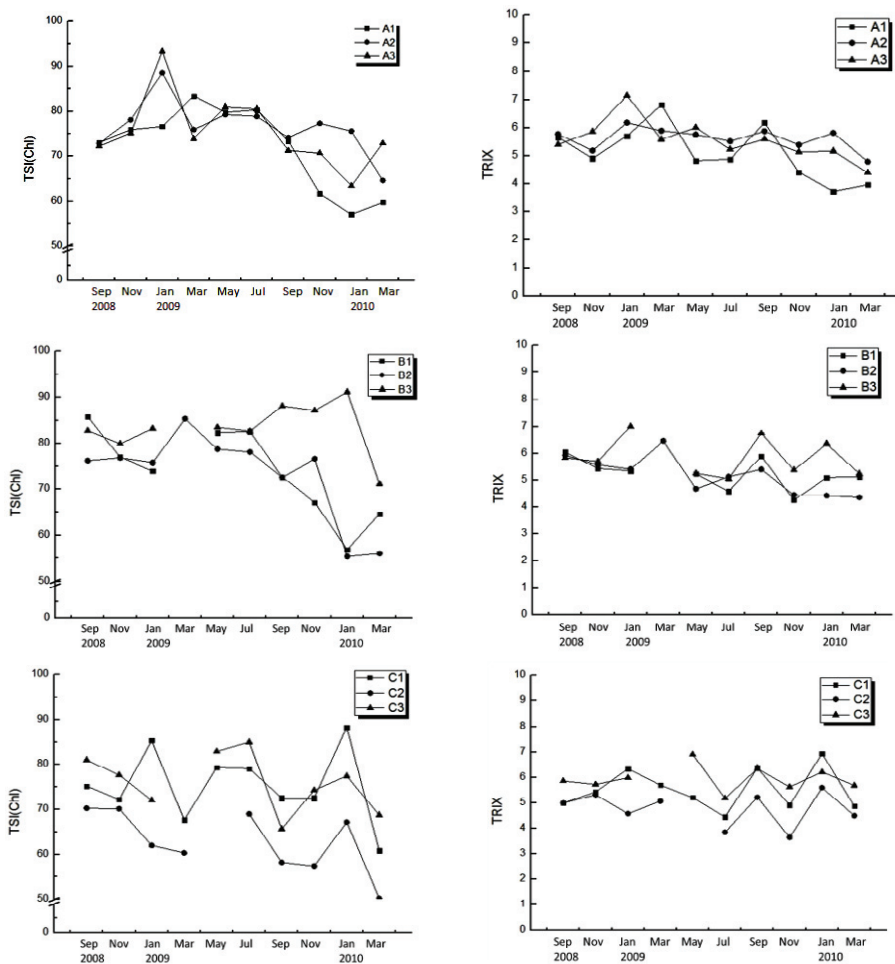 100
90
80
70
60
50
0
TSI(Chl)
A1
A2
A3
Sep Nov Jan Mar May Jul Sep Nov Jan Mar
2008 2009 2010
10
9
8
7
6
5
4
3
2
1
0
TRIX
A1
A2
A3
Sep Nov Jan Mar May Jul Sep Nov Jan Mar
2008 2009 2010
100
90
80
70
60
50
0
TSI(Chl)
B1
B2
B3
Sep Nov Jan Mar May Jul Sep Nov Jan Mar
2008 2009 2010
10
9
8
7
6
5
4
3
2
1
0
TRIX
B1
B2
B3
Sep Nov Jan Mar May Jul Sep Nov Jan Mar
2008 2009 2010
100
90
80
70
60
50
0
TSI(Chl)
C1
C2
C3
Sep Nov Jan Mar May Jul Sep Nov Jan Mar
2008 2009 2010
10
9
8
7
6
5
4
3
2
1
0
TRIX
C1
C2
C3
Sep Nov Jan Mar May Jul Sep Nov Jan Mar
2008 2009 2010